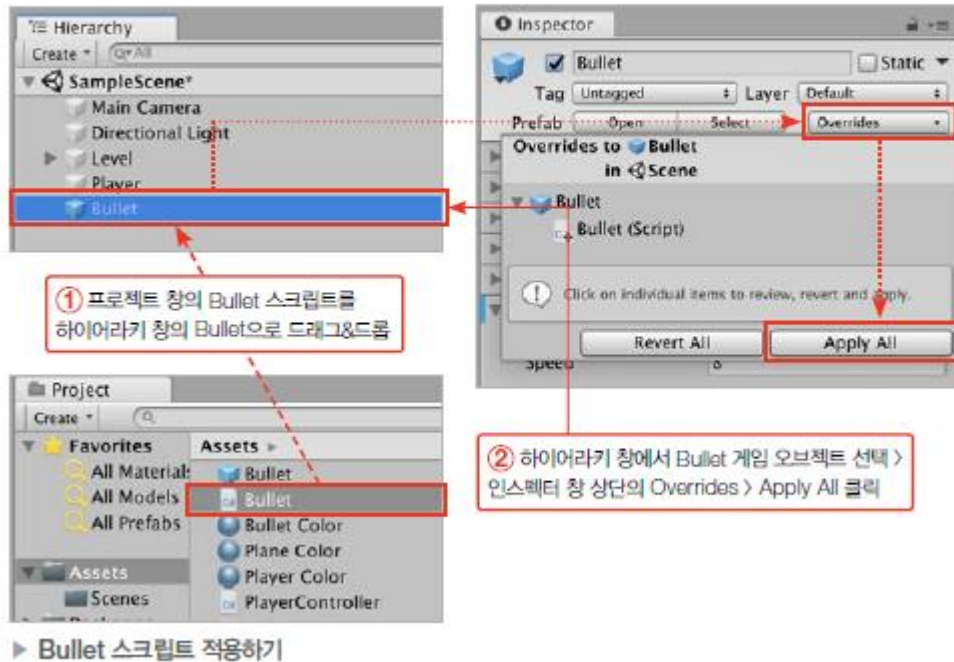 Hierarchy
Create
All
SampleScene*
Main Camera
Directional Light
Level
Player
Bullet
① 프로젝트 창의 Bullet 스크립트를
하이어라키 창의 Bullet으로 드래그&드롭
Project
Create
Favorites
All Materials
All Models
All Prefabs
Assets
Scenes
Assets
Bullet
Bullet
Bullet Color
Plane Color
Player Color
PlayerController
Inspector
Bullet Static
Tag Untagged Layer Default
Prefab Open Select Overrides
Overrides to Bullet
in Scene
Bullet
Bullet (Script)
Click on individual items to review, revert and apply.
Revert All Apply All
Speed 8
② 하이어라키 창에서 Bullet 게임 오브젝트 선택 >
인스펙터 창 상단의 Overrides > Apply All 클릭
▶ Bullet 스크립트 적용하기